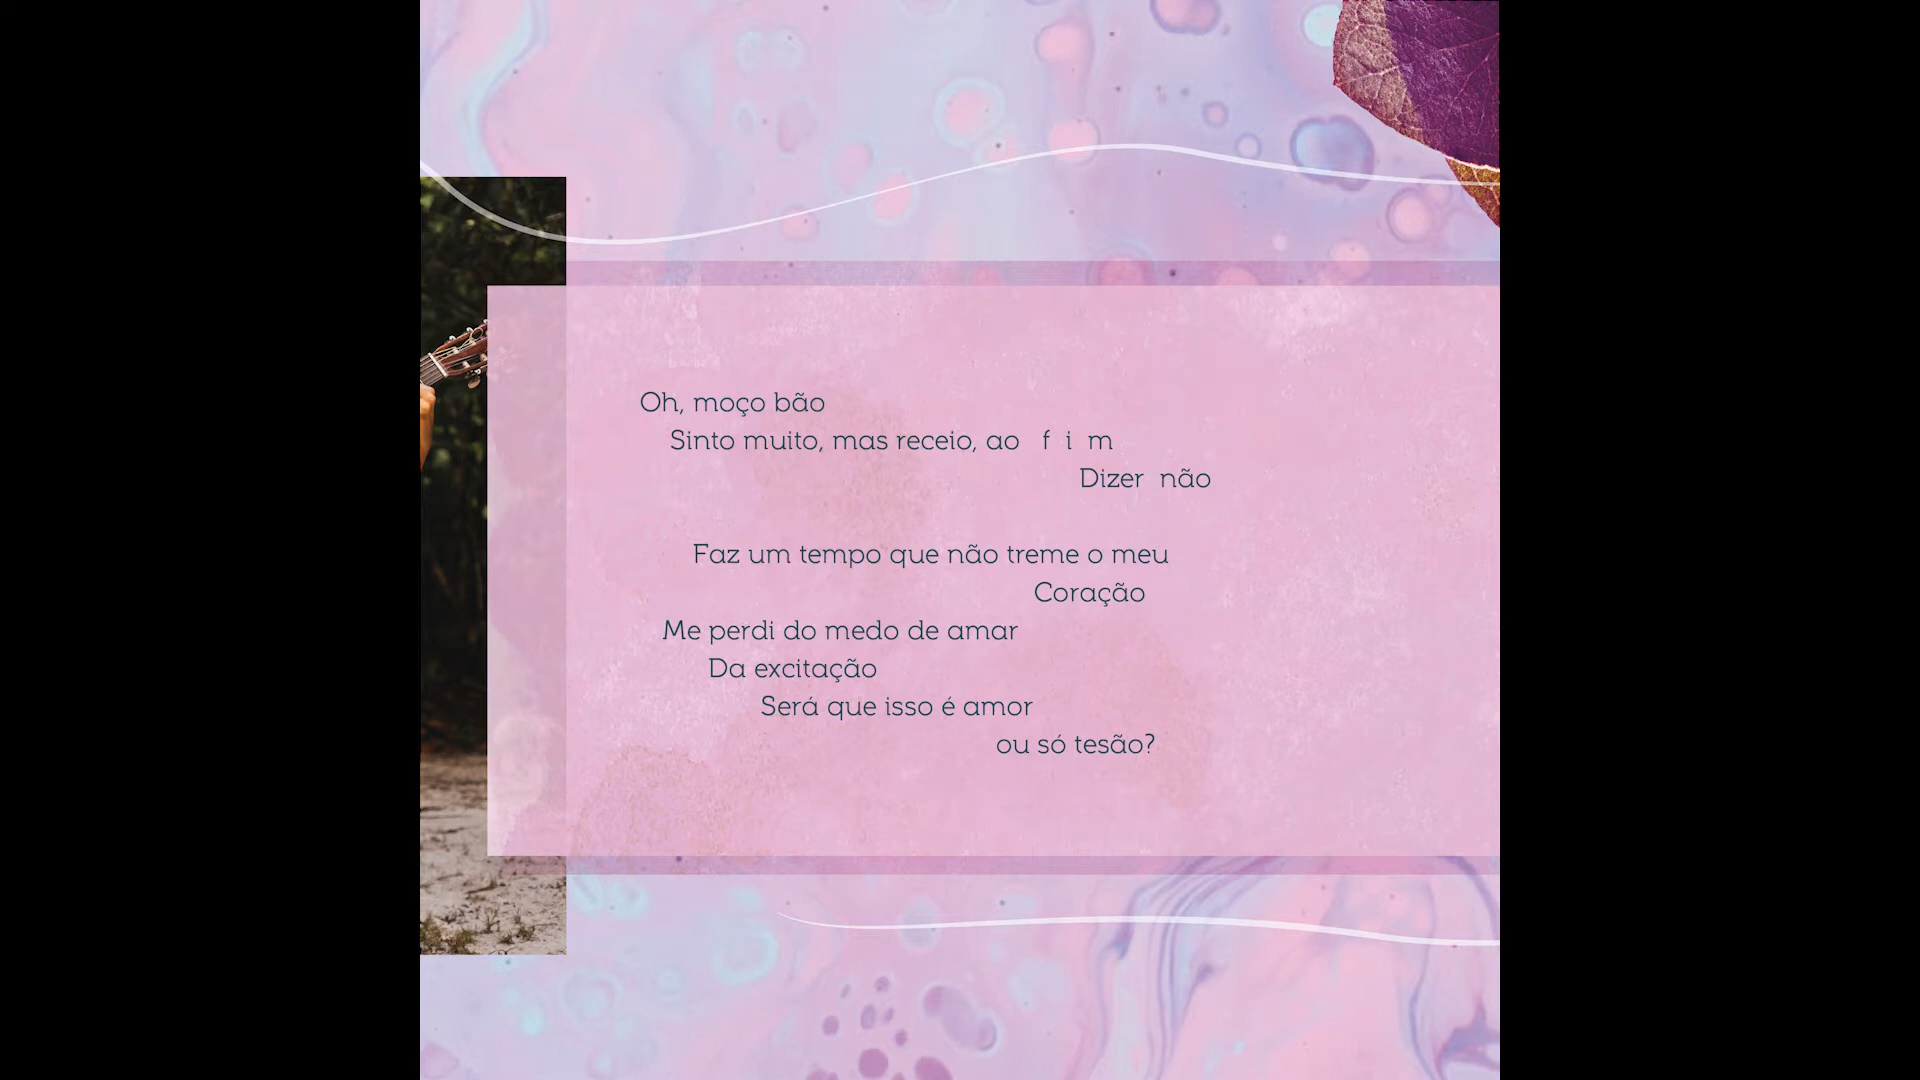 Oh, moço bão
Sinto muito, mas receio, ao f i m
Dizer não
Faz um tempo que não treme o meu
Coração
Me perdi do medo de amar
Da excitação
Será que isso é amor
ou só tesão?